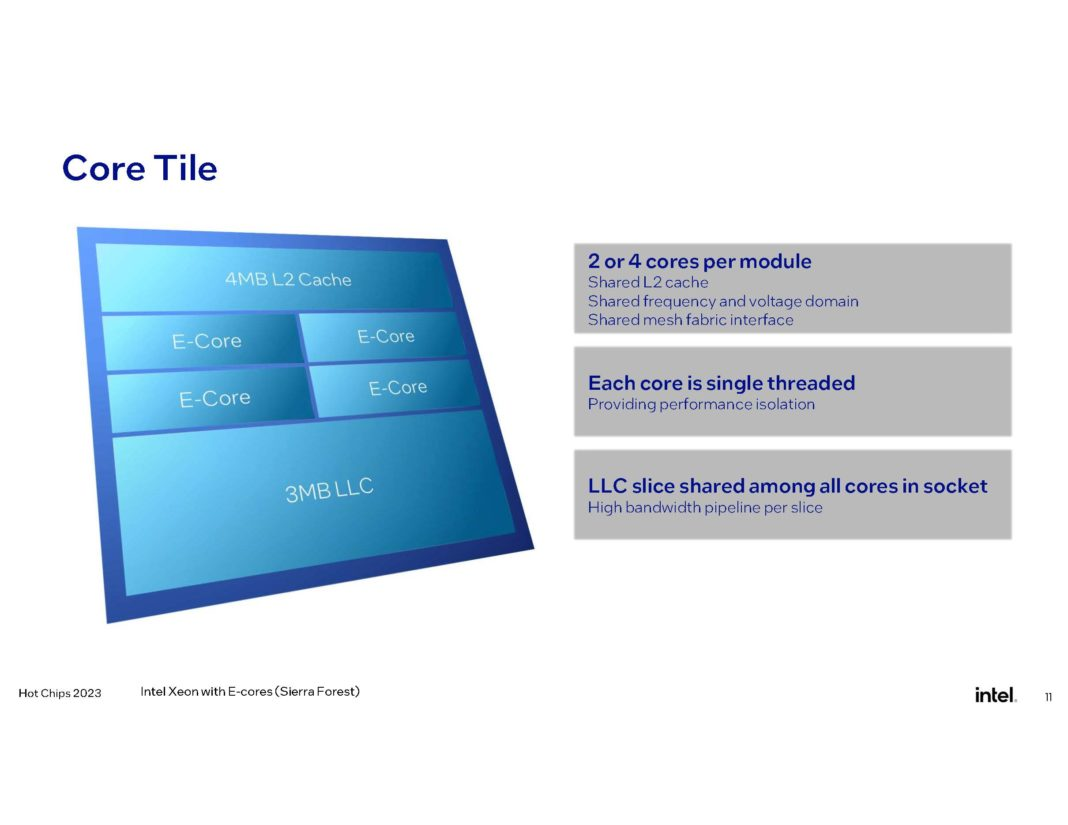 Core Tile
4MB L2 Cache
E-Core
E-Core
E-Core
E-Core
3MB LLC
2 or 4 cores per module
Shared L2 cache
Shared frequency and voltage domain
Shared mesh fabric interface
Each core is single threaded
Providing performance isolation
LLC slice shared among all cores in socket
High bandwidth pipeline per slice
Hot Chips 2023
Intel Xeon with E-cores (Sierra Forest)
intel.
11